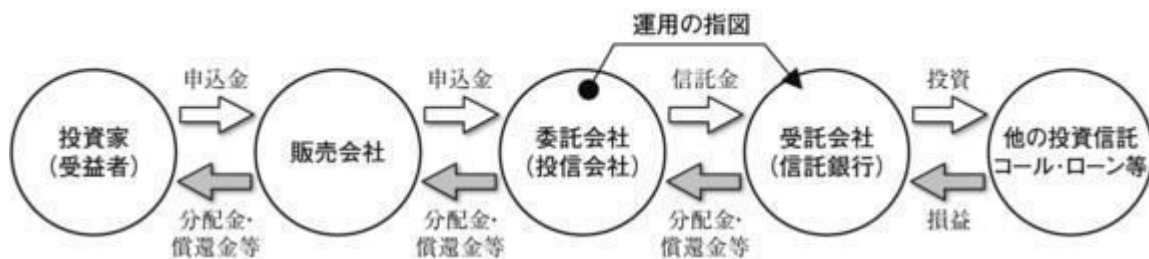 運用の指図
申込金
申込金
信託金
投資
投資家
(受益者)
販売会社
委託会社
(投信会社)
受託会社
(信託銀行)
他の投資信託
コール・ローン等
分配金・
償還金等
分配金・
償還金等
分配金・
償還金等
損益